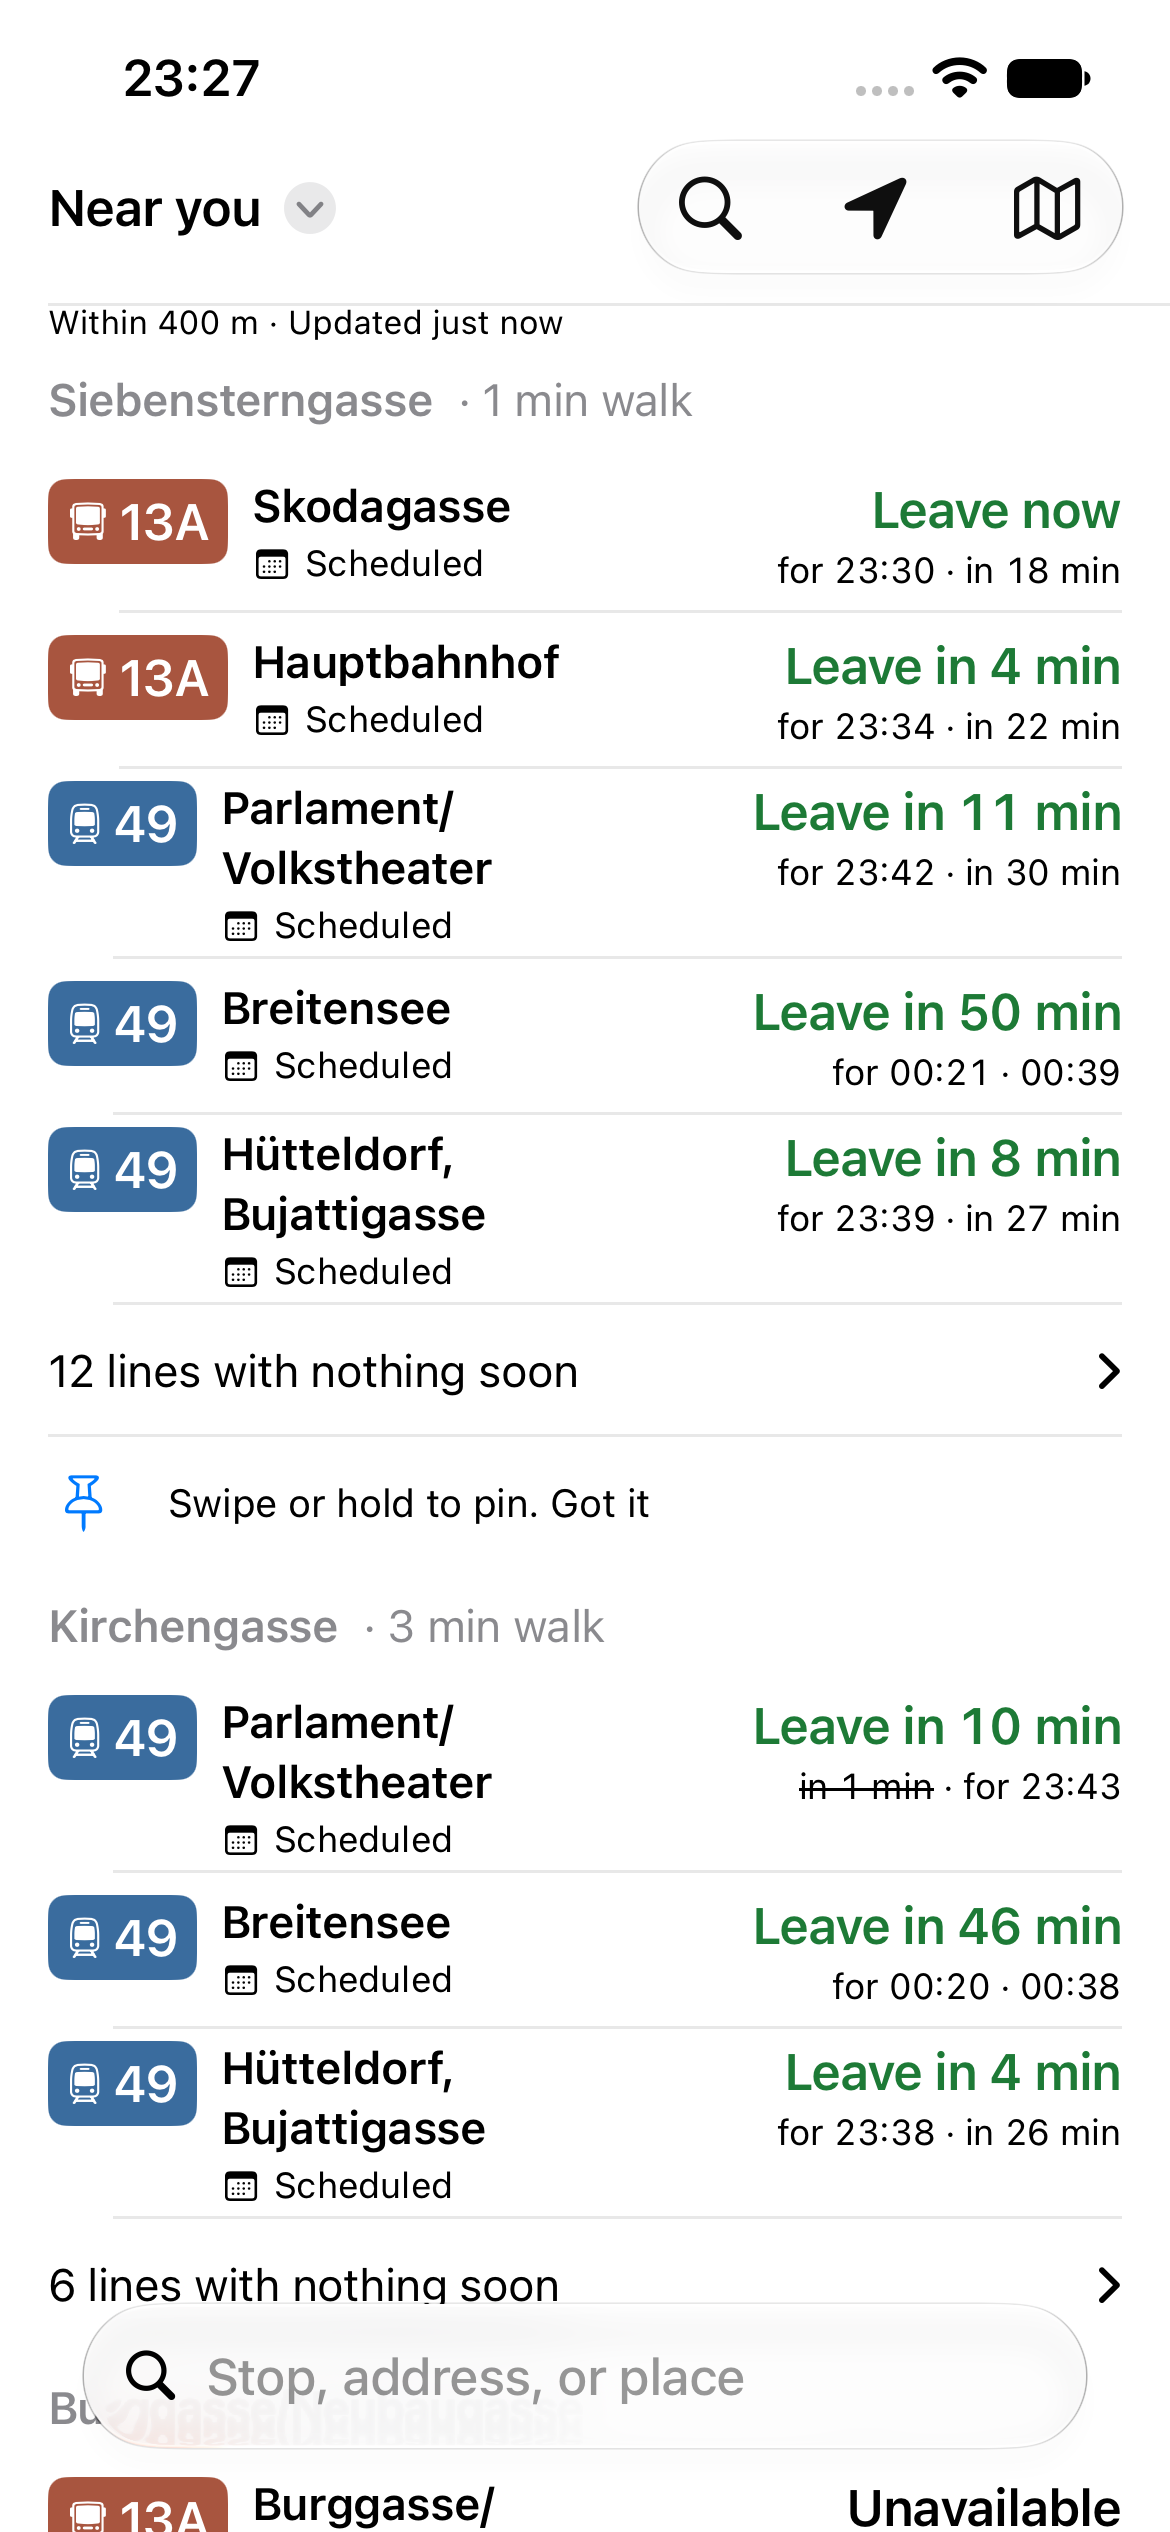 23:27
Near you
Within 400 m · Updated just now
Siebensterngasse · 1 min walk
13A Skodagasse Leave now
Scheduled for 23:30 · in 18 min
13A Hauptbahnhof Leave in 4 min
Scheduled for 23:34 · in 22 min
49 Parlament/ Leave in 11 min
Volkstheater for 23:42 · in 30 min
Scheduled
49 Breitensee Leave in 50 min
Scheduled for 00:21 · 00:39
49 Hütteldorf, Leave in 8 min
Bujattigasse for 23:39 · in 27 min
Scheduled
12 lines with nothing soon
Swipe or hold to pin. Got it
Kirchengasse · 3 min walk
49 Parlament/ Leave in 10 min
Volkstheater in 1 min · for 23:43
Scheduled
49 Breitensee Leave in 46 min
Scheduled for 00:20 · 00:38
49 Hütteldorf, Leave in 4 min
Bujattigasse for 23:38 · in 26 min
Scheduled
6 lines with nothing soon
Stop, address, or place
13A Burggasse/ Unavailable